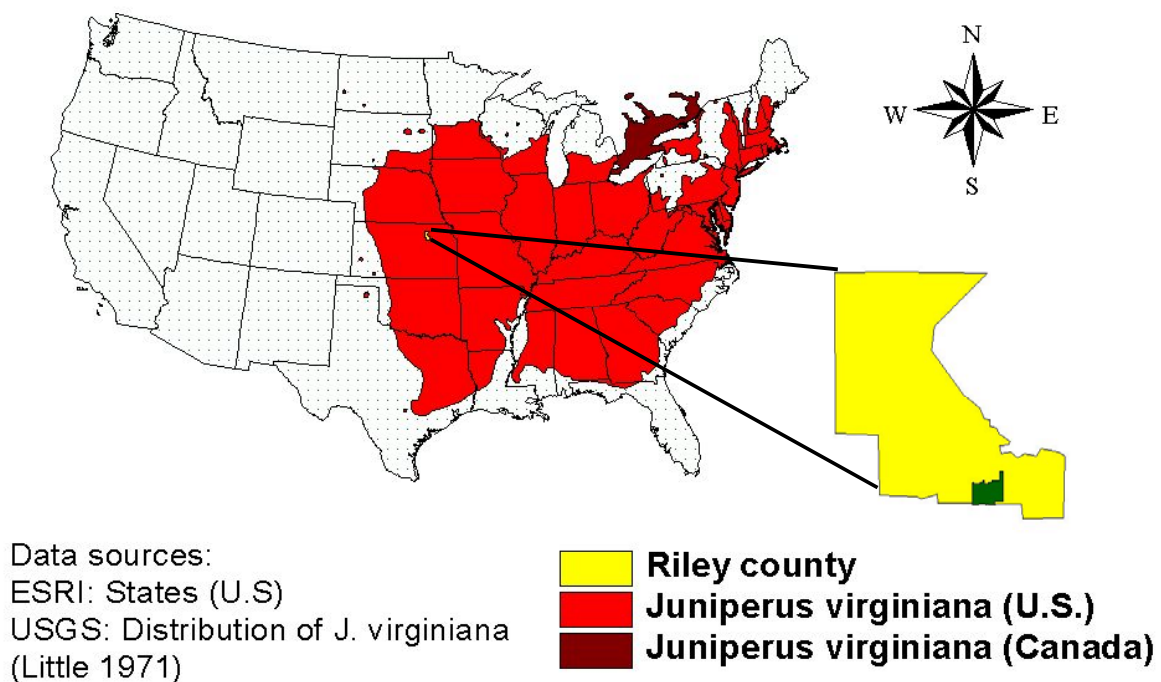 N
W E
S
Data sources:
ESRI: States (U.S)
USGS: Distribution of J. virginiana
(Little 1971)
Riley county
Juniperus virginiana (U.S.)
Juniperus virginiana (Canada)